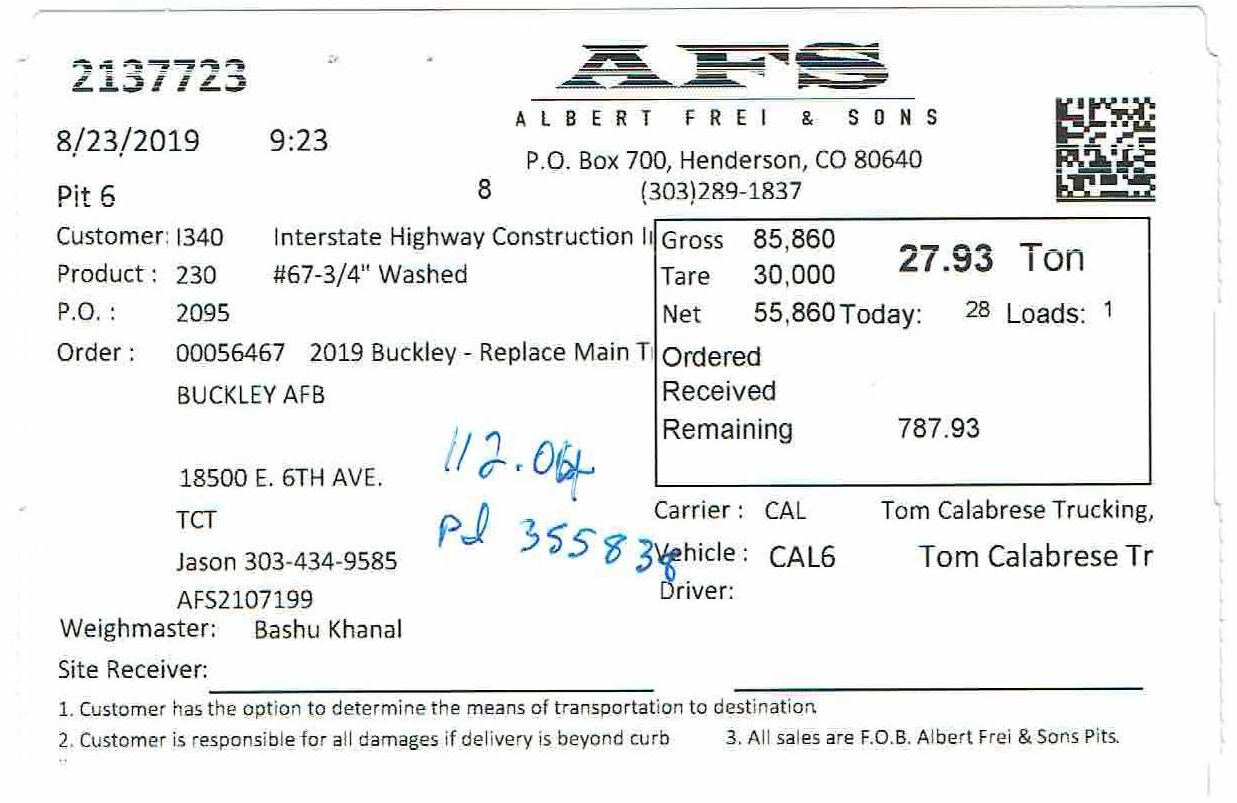 2137723
AFS
ALBERT FREI & SONS
8/23/2019 9:23
P.O. Box 700, Henderson, CO 80640
Pit 6 8 (303)289-1837
Customer: I340 Interstate Highway Construction I
Gross 85,860 27.93 Ton
Product : 230 #67-3/4" Washed
Tare 30,000
P.O. : 2095
Net 55,860 Today: 28 Loads: 1
Order : 00056467 2019 Buckley - Replace Main T
Ordered
BUCKLEY AFB
Received
Remaining 787.93
112.04
18500 E. 6TH AVE.
Carrier : CAL Tom Calabrese Trucking,
TCT
pd 355838
Vehicle : CAL6 Tom Calabrese Tr
Jason 303-434-9585
Driver:
AFS2107199
Weighmaster: Bashu Khanal
Site Receiver:
1. Customer has the option to determine the means of transportation to destination
2. Customer is responsible for all damages if delivery is beyond curb 3. All sales are F.O.B. Albert Frei & Sons Pits.